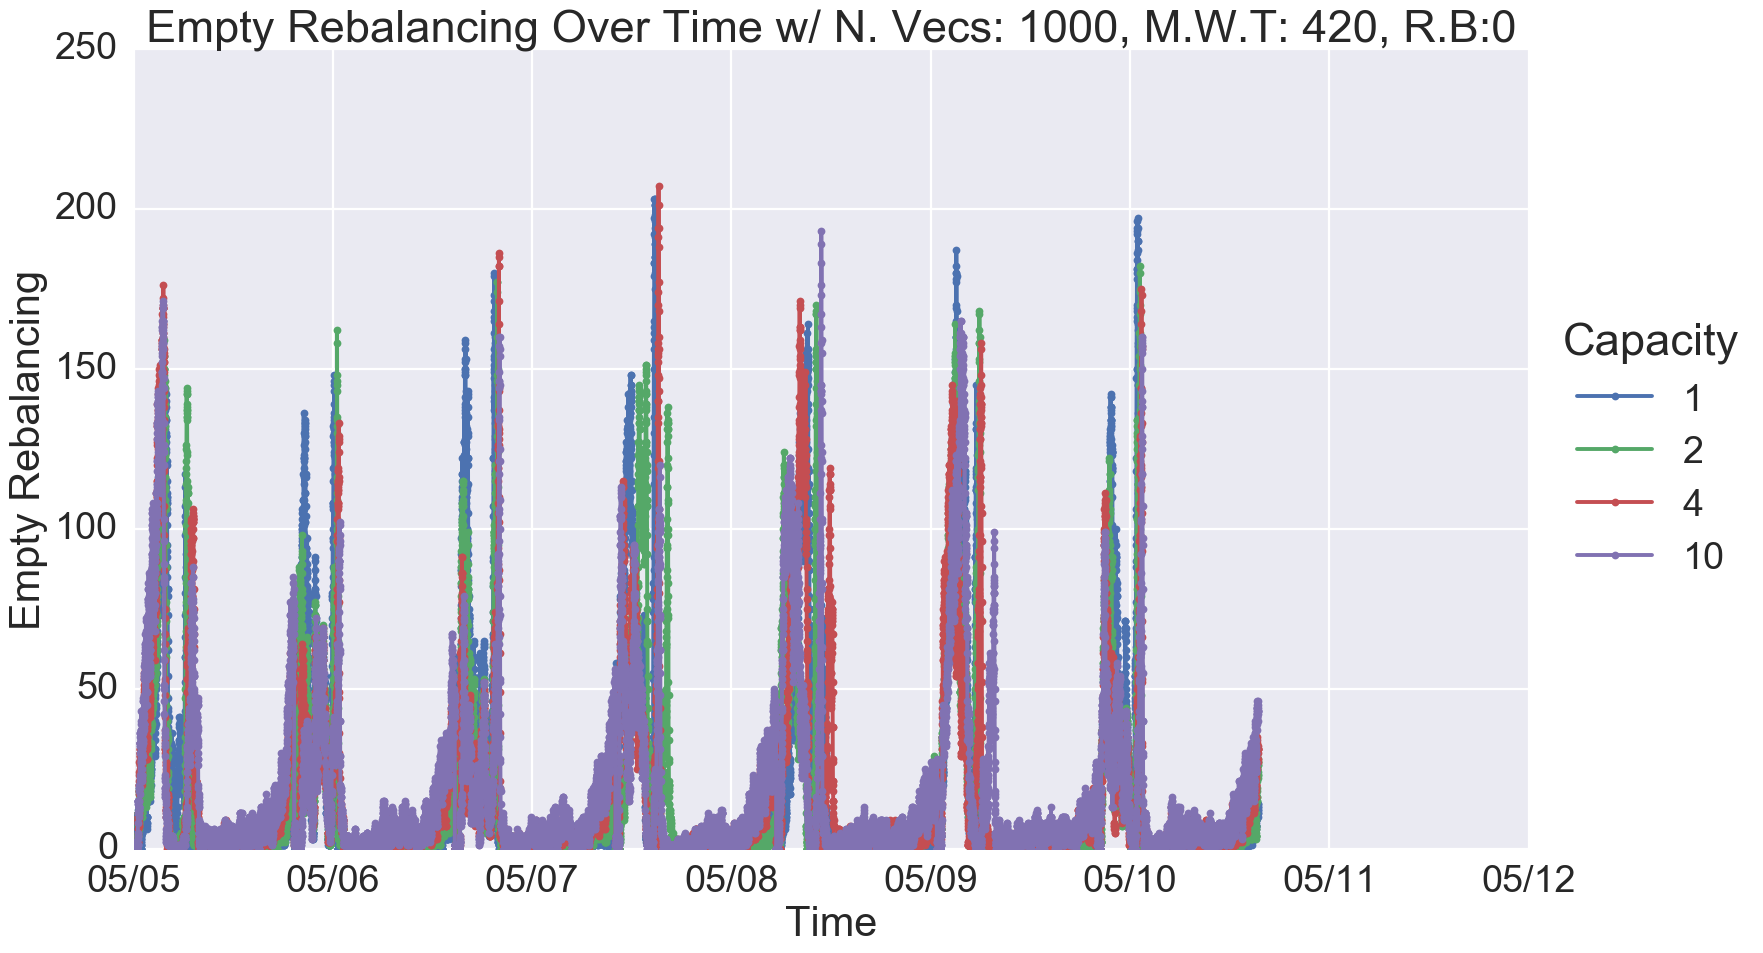 Empty Rebalancing Over Time w/ N. Vecs: 1000, M.W.T: 420, R.B:0
250
200
150
100
50
0
Empty Rebalancing
05/05 05/06 05/07 05/08 05/09 05/10 05/11 05/12
Time
Capacity
1
2
4
10